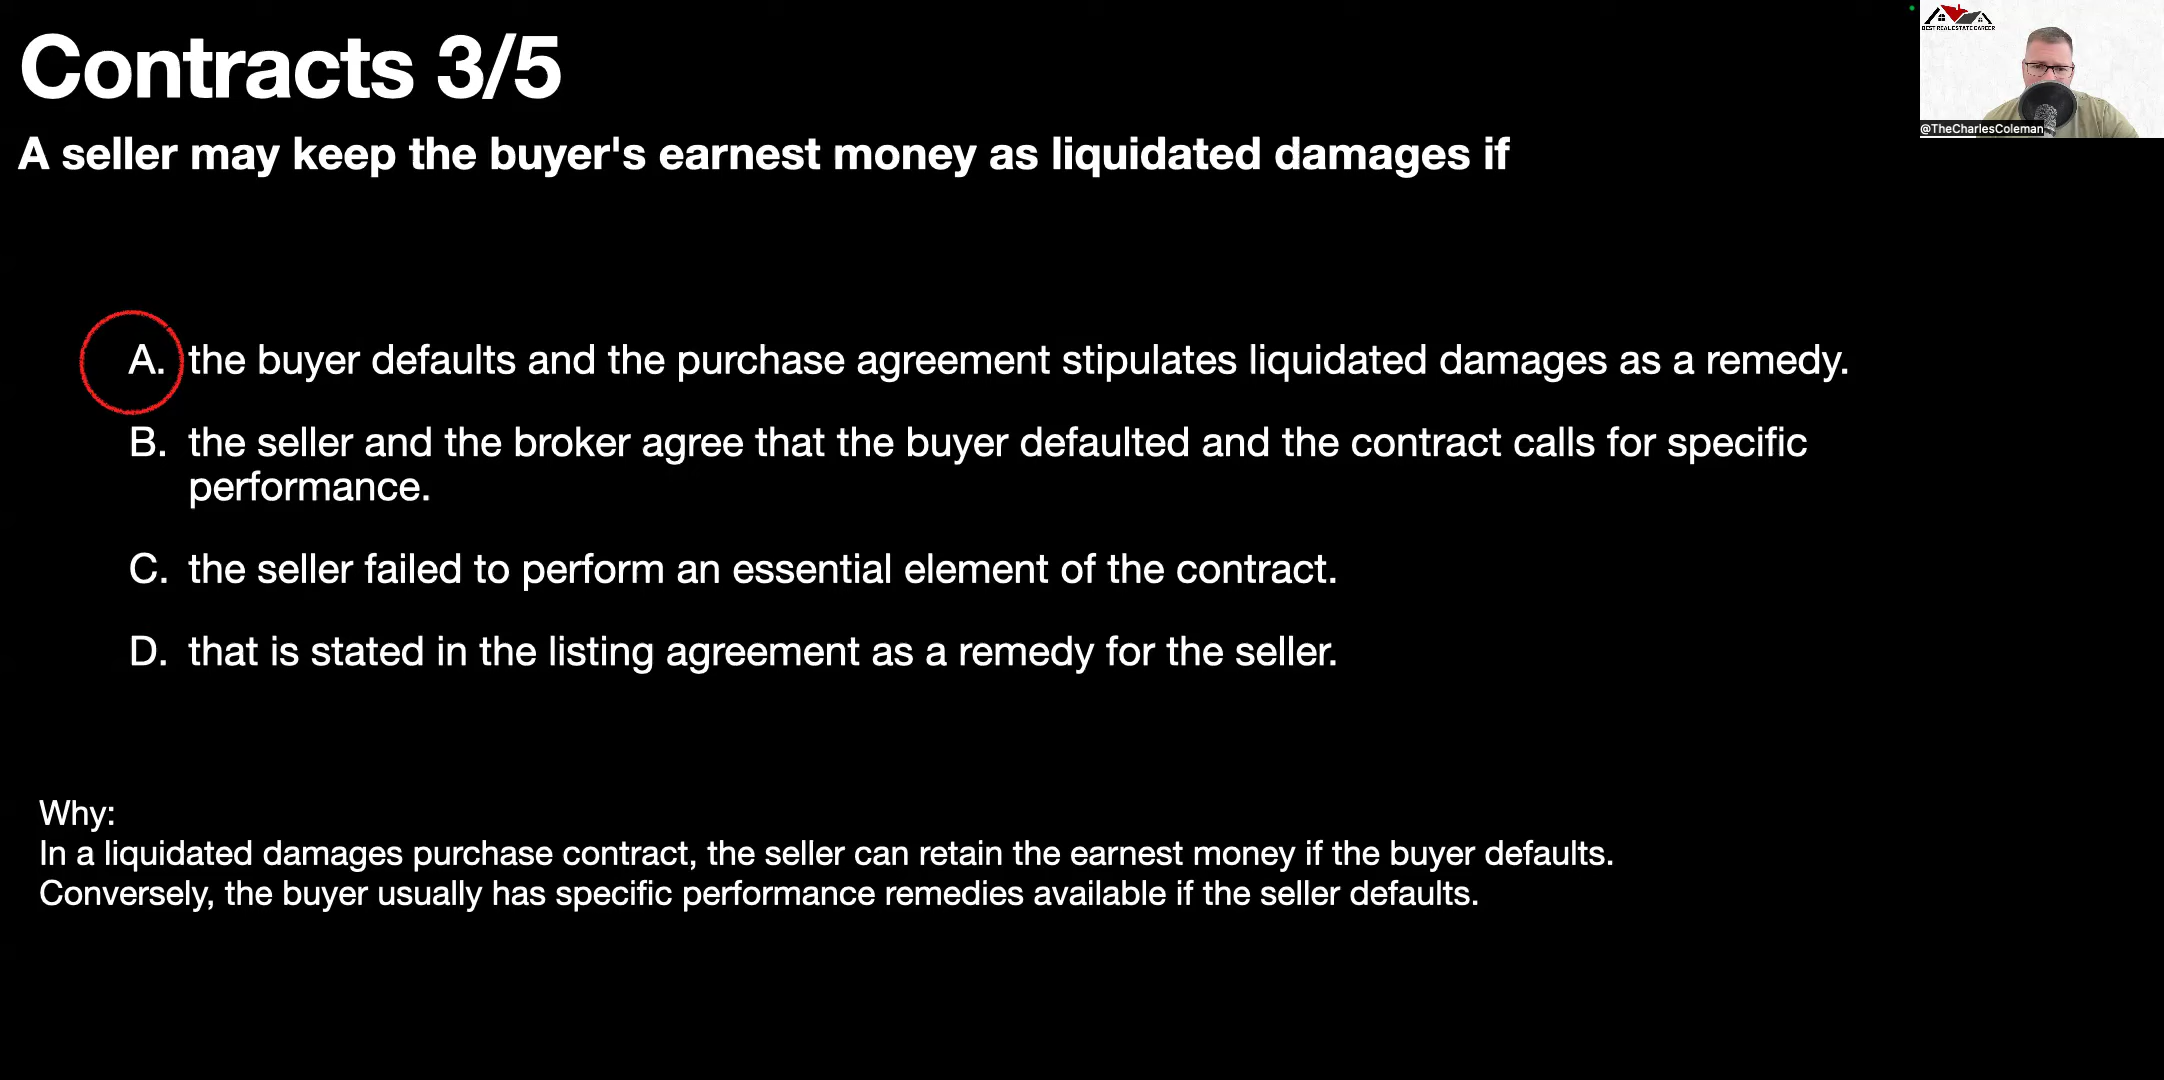 Contracts 3/5
BEST REAL ESTATE CAREER
@TheCharlesColeman
A seller may keep the buyer's earnest money as liquidated damages if
A. the buyer defaults and the purchase agreement stipulates liquidated damages as a remedy.
B. the seller and the broker agree that the buyer defaulted and the contract calls for specific
performance.
C. the seller failed to perform an essential element of the contract.
D. that is stated in the listing agreement as a remedy for the seller.
Why:
In a liquidated damages purchase contract, the seller can retain the earnest money if the buyer defaults.
Conversely, the buyer usually has specific performance remedies available if the seller defaults.